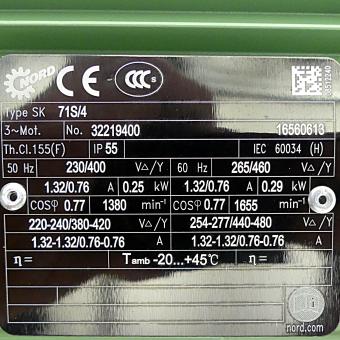 NORD CE CCC S 08512240
Type SK 71S/4
3~Mot. No. 32219400 16560613
Th.Cl.155(F) IP 55 IEC 60034 (H)
50 Hz 230/400 V△/Y 60 Hz 265/460 V△/Y
1.32/0.76 A 0.25 kW 1.32/0.76 A 0.29 kW
COSφ 0.77 1380 min⁻¹ COSφ 0.77 1655 min⁻¹
220-240/380-420 V△/Y 254-277/440-480 V△/Y
1.32-1.32/0.76-0.76 A 1.32-1.32/0.76-0.76 A
η= Tamb -20...+45℃ η=
nord.com